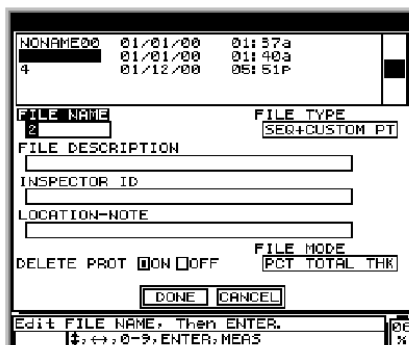 NONAME00 01/01/00 01:37a
01/01/00 01:40a
4 01/12/00 05:51P
FILE NAME FILE TYPE
2 SEQ+CUSTOM PT
FILE DESCRIPTION
INSPECTOR ID
LOCATION-NOTE
FILE MODE
DELETE PROT ON OFF PCT TOTAL THK
DONE CANCEL
Edit FILE NAME, Then ENTER.
↕,↔,0-9,ENTER,MEAS
%